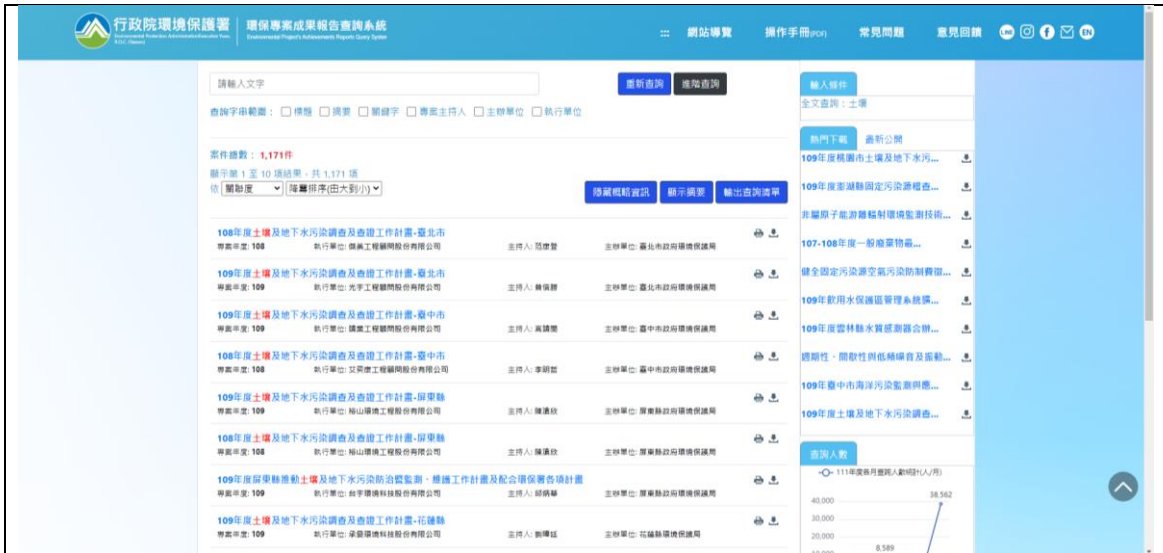 行政院環境保護署
環保專案成果報告查詢系統
Environmental Project's Achievements Reports Query System
::: 網站導覽 操作手冊(PDF) 常見問題 意見回饋 EN
請輸入文字
重新查詢 進階查詢
查詢字串範圍： 標題 摘要 關鍵字 專案主持人 主辦單位 執行單位
案件總數： 1,171件
顯示第 1 至 10 項結果，共 1,171 項
依 關聯度 降冪排序(由大到小)
隱藏概略資訊 顯示摘要 輸出查詢清單
108年度土壤及地下水污染調查及查證工作計畫-臺北市
專案年度: 108 執行單位: 傑美工程顧問股份有限公司 主持人: 范康登 主辦單位: 臺北市政府環境保護局
109年度土壤及地下水污染調查及查證工作計畫-臺北市
專案年度: 109 執行單位: 光宇工程顧問股份有限公司 主持人: 主辦單位: 臺北市政府環境保護局
109年度土壤及地下水污染調查及查證工作計畫-臺中市
專案年度: 109 執行單位: 工程顧問股份有限公司 主持人: 主辦單位: 臺中市政府環境保護局
108年度土壤及地下水污染調查及查證工作計畫-臺中市
專案年度: 108 執行單位: 艾奕康工程顧問股份有限公司 主持人: 李明哲 主辦單位: 臺中市政府環境保護局
109年度土壤及地下水污染調查及查證工作計畫-屏東縣
專案年度: 109 執行單位: 裕山環境工程股份有限公司 主持人: 主辦單位: 屏東縣政府環境保護局
108年度土壤及地下水污染調查及查證工作計畫-屏東縣
專案年度: 108 執行單位: 裕山環境工程股份有限公司 主持人: 主辦單位: 屏東縣政府環境保護局
109年度屏東縣推動土壤及地下水污染防治暨監測、維護工作計畫及配合環保署各項計畫
專案年度: 109 執行單位: 台宇環境科技股份有限公司 主持人: 邱炳華 主辦單位: 屏東縣政府環境保護局
109年度土壤及地下水污染調查及查證工作計畫-花蓮縣
專案年度: 109 執行單位: 承晏環境科技股份有限公司 主持人: 主辦單位: 花蓮縣環境保護局
輸入條件
全文查詢：土壤
熱門下載 最新公開
109年度桃園市土壤及地下水污...
109年度澎湖縣固定污染源稽查...
非屬原子能游離輻射環境監測技術...
107-108年度一般廢棄物最...
健全固定污染源空氣污染防制費徵...
109年飲用水保護區管理系統擴...
109年度雲林縣水質感測器合辦...
週期性、間歇性與低頻噪音及振動...
109年臺中市海洋污染監測與應...
109年度土壤及地下水污染調查...
查詢人數
111年度每月查詢人數統計(人/月)
40,000
38,562
30,000
20,000
8,589
10,000